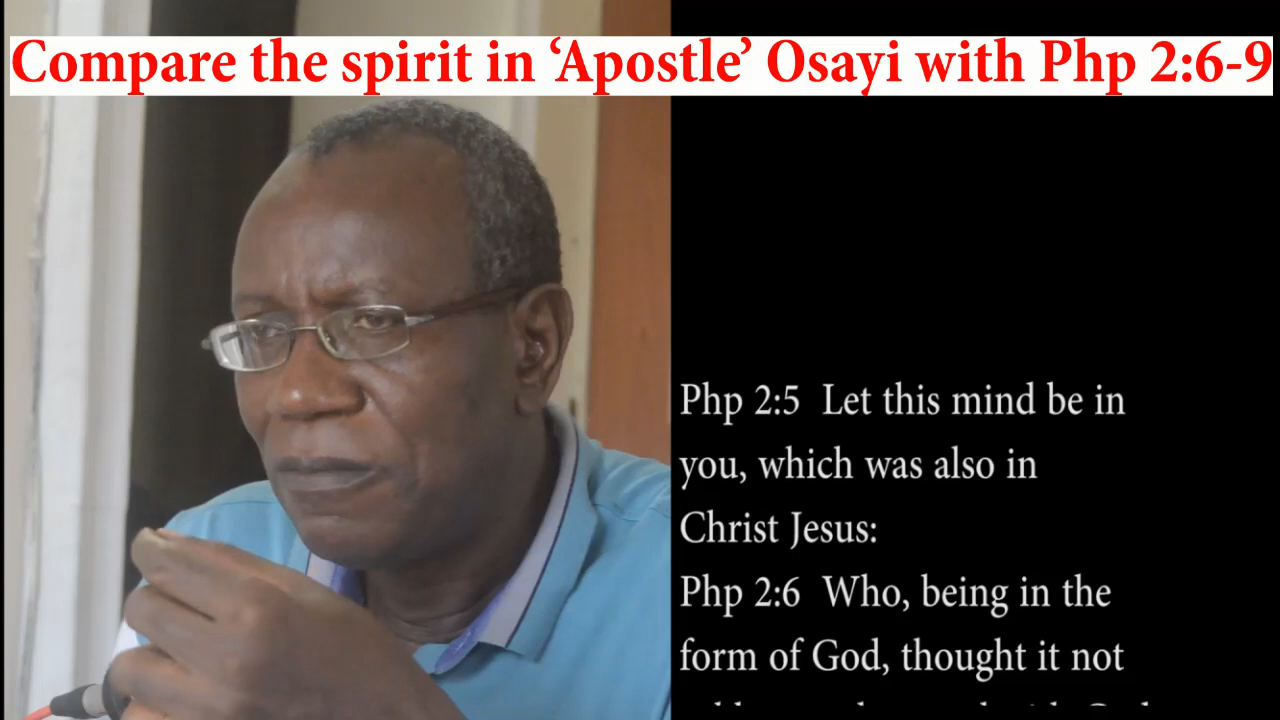 Compare the spirit in ‘Apostle’ Osayi with Php 2:6-9
Php 2:5 Let this mind be in
you, which was also in
Christ Jesus:
Php 2:6 Who, being in the
form of God, thought it not